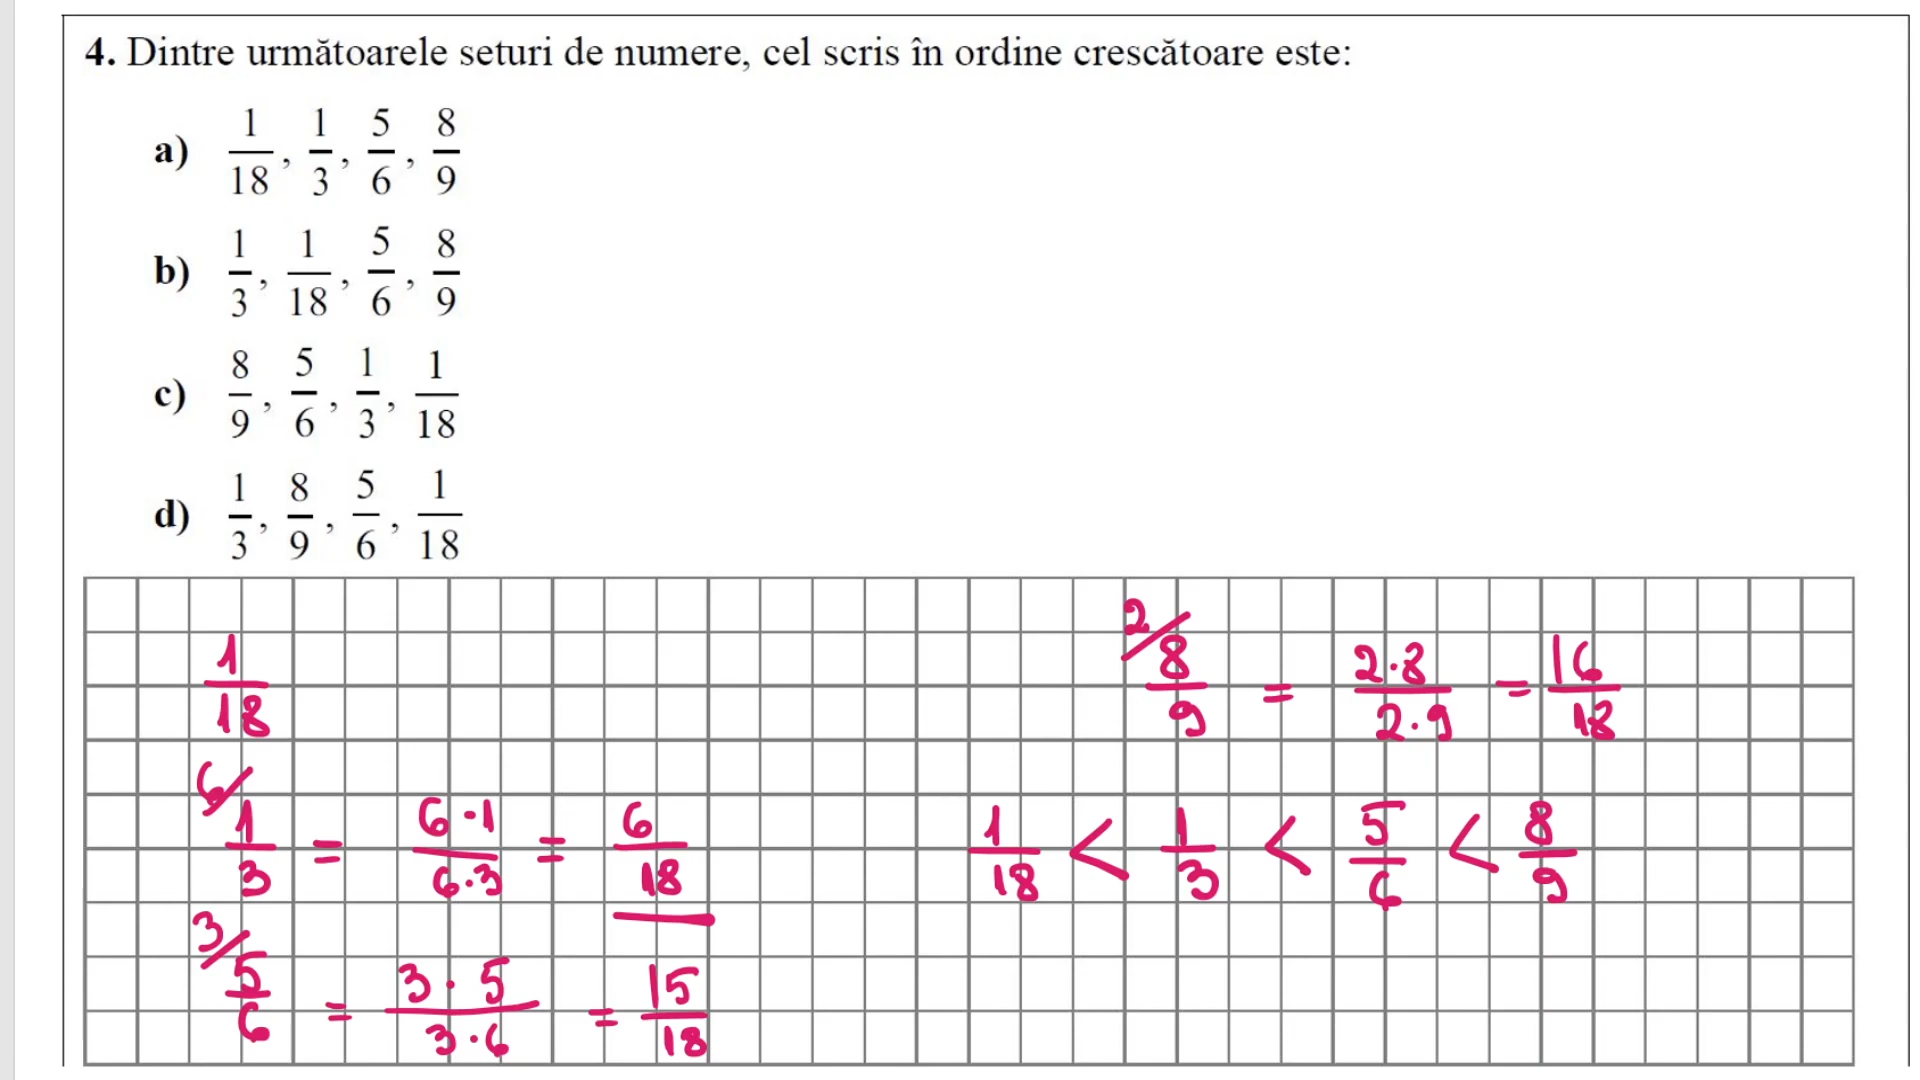 4. Dintre următoarele seturi de numere, cel scris în ordine crescătoare este:
a) 1/18, 1/3, 5/6, 8/9
b) 1/3, 1/18, 5/6, 8/9
c) 8/9, 5/6, 1/3, 1/18
d) 1/3, 8/9, 5/6, 1/18
1/18
6/ 1/3 = 6·1/6·3 = 6/18
3/ 5/6 = 3·5/3·6 = 15/18
2/ 8/9 = 2·8/2·9 = 16/18
1/18 < 1/3 < 5/6 < 8/9